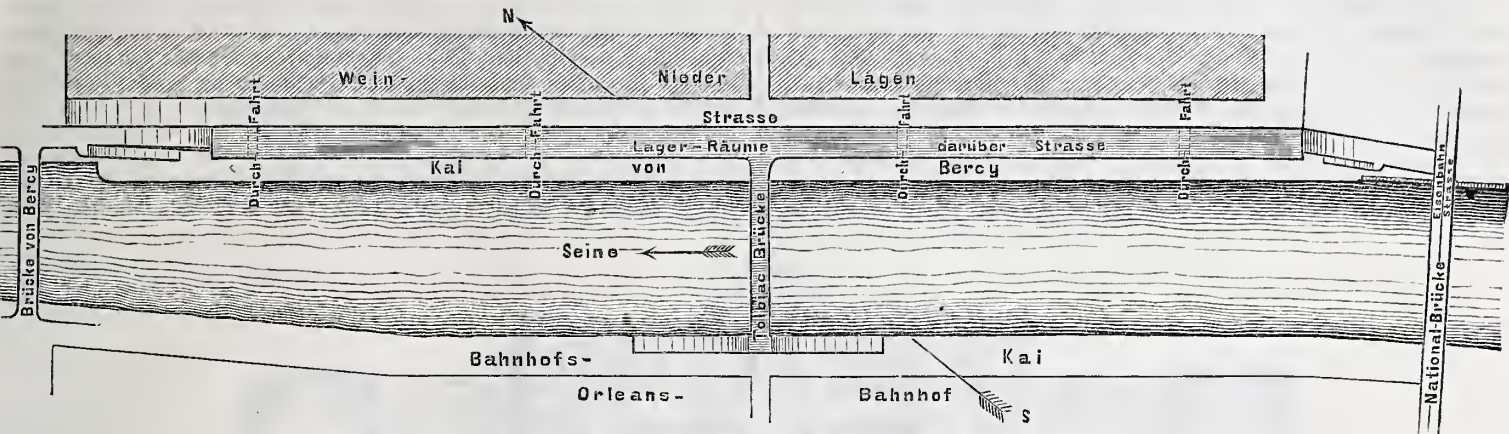 N
Wein- Nieder Lagen
Durch-Fahrt
Durch-Fahrt
Durch-fahrt
Durch-Fahrt
Strasse
Lager-Räume darüber Strasse
Kai von Bercy
Brücke von Bercy
Seine
Tolbiac Brücke
National-Brücke
Eisenbahn
Strasse
Bahnhofs- Kai
Orleans- Bahnhof
S